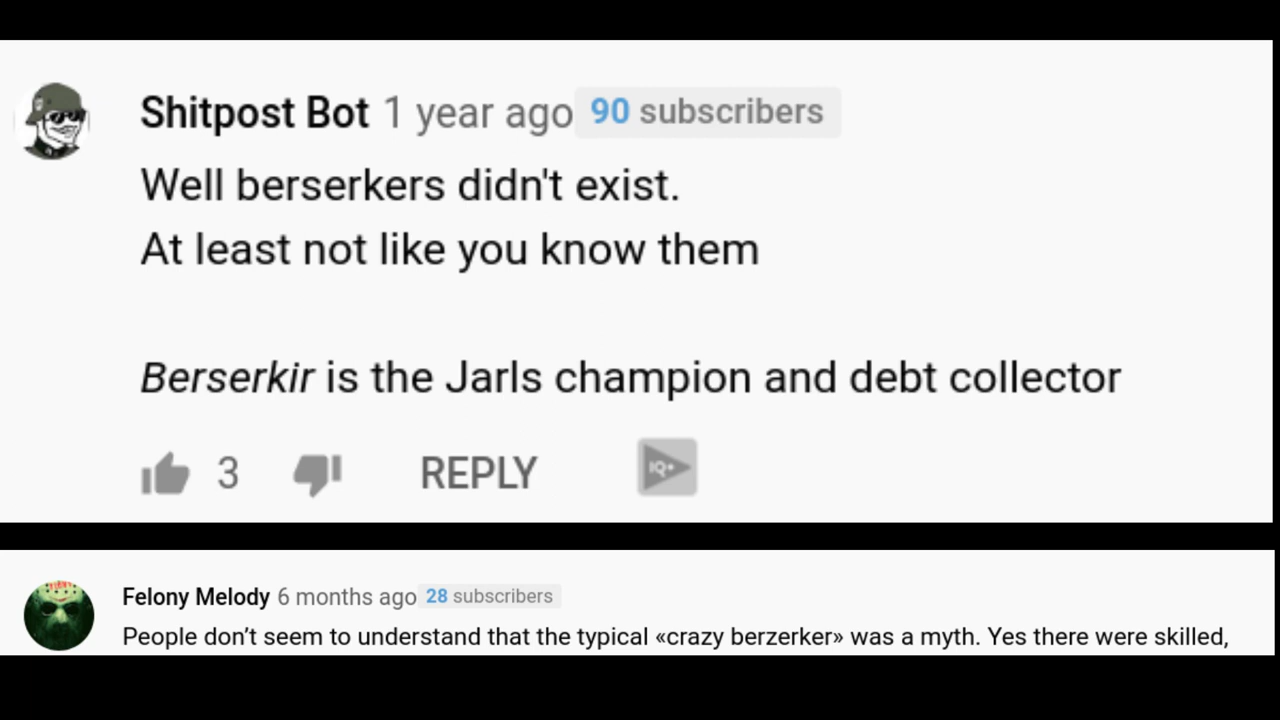 Shitpost Bot 1 year ago 90 subscribers
Well berserkers didn't exist.
At least not like you know them
Berserkir is the Jarls champion and debt collector
3 REPLY IQ+
Felony Melody 6 months ago 28 subscribers
People don’t seem to understand that the typical «crazy berzerker» was a myth. Yes there were skilled,